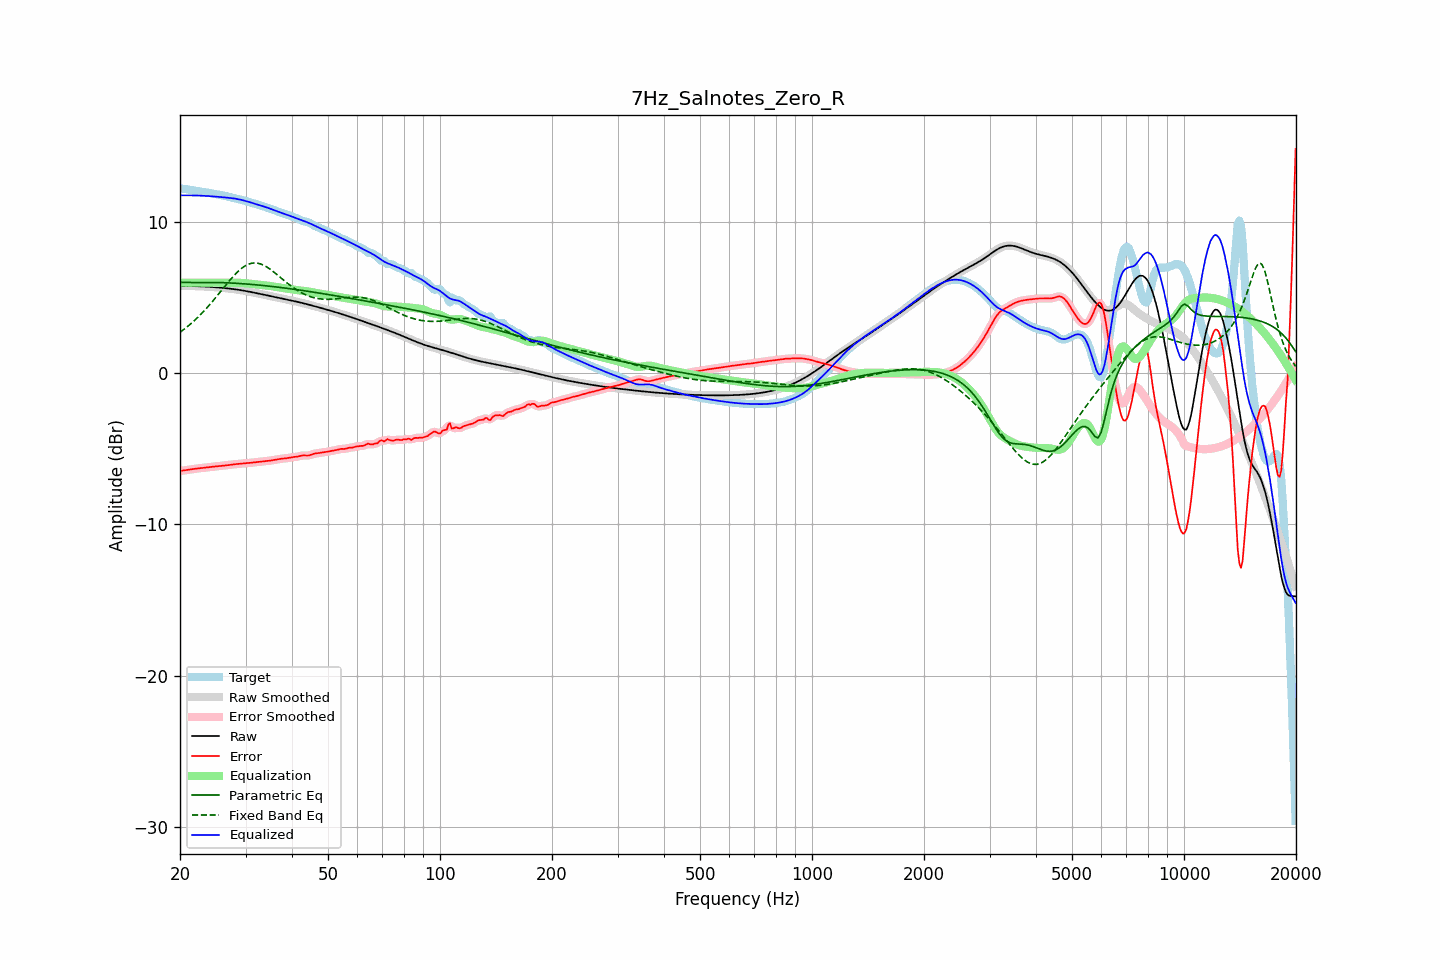 7Hz_Salnotes_Zero_R
Amplitude (dBr)
10
0
−10
−20
−30
Target
Raw Smoothed
Error Smoothed
Raw
Error
Equalization
Parametric Eq
Fixed Band Eq
Equalized
20 50 100 200 500 1000 2000 5000 10000 20000
Frequency (Hz)